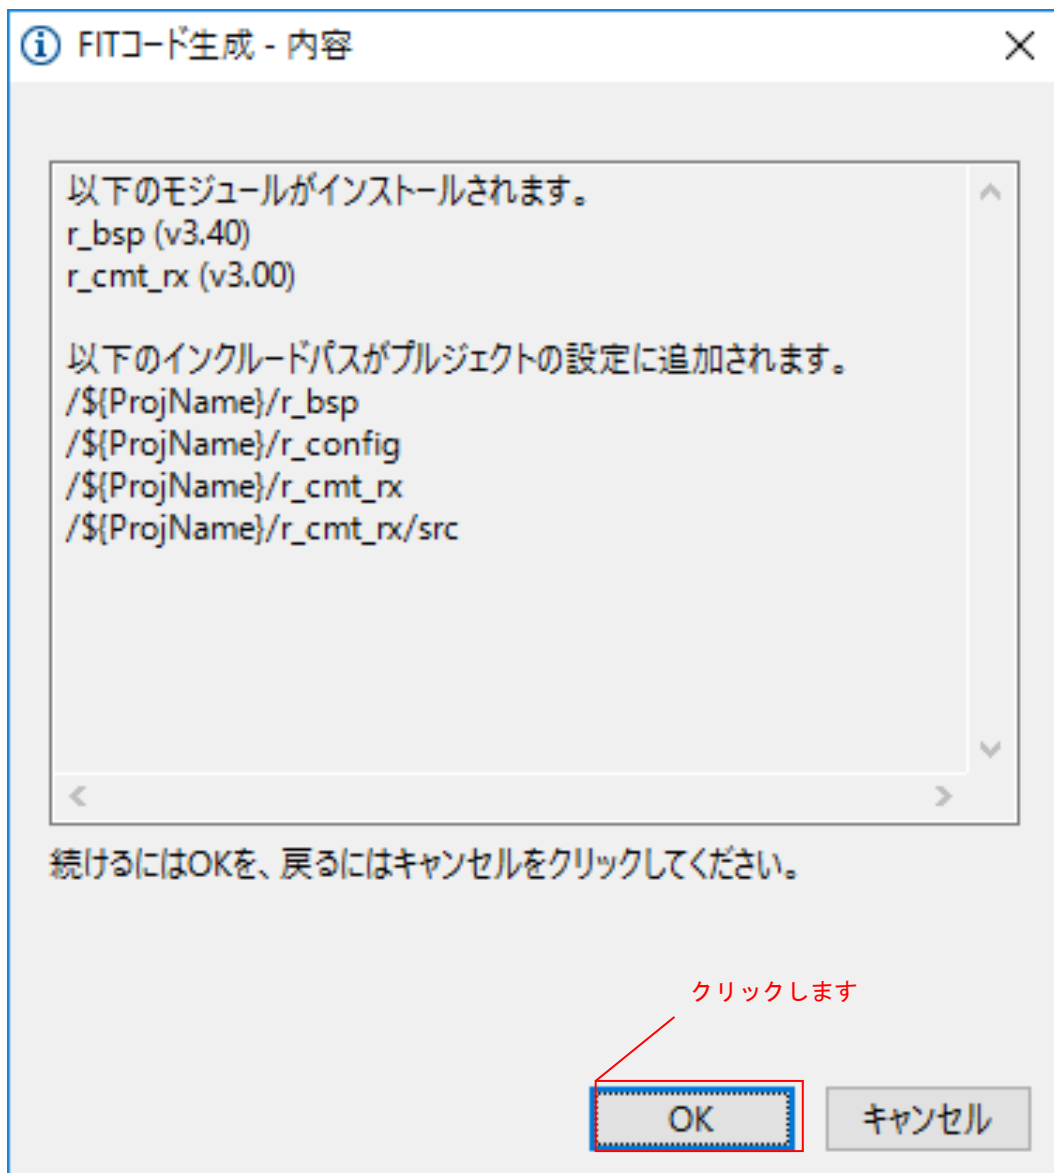 FITコード生成 - 内容
以下のモジュールがインストールされます。
r_bsp (v3.40)
r_cmt_rx (v3.00)
以下のインクルードパスがプルジェクトの設定に追加されます。
/${ProjName}/r_bsp
/${ProjName}/r_config
/${ProjName}/r_cmt_rx
/${ProjName}/r_cmt_rx/src
続けるにはOKを、戻るにはキャンセルをクリックしてください。
クリックします
OK
キャンセル